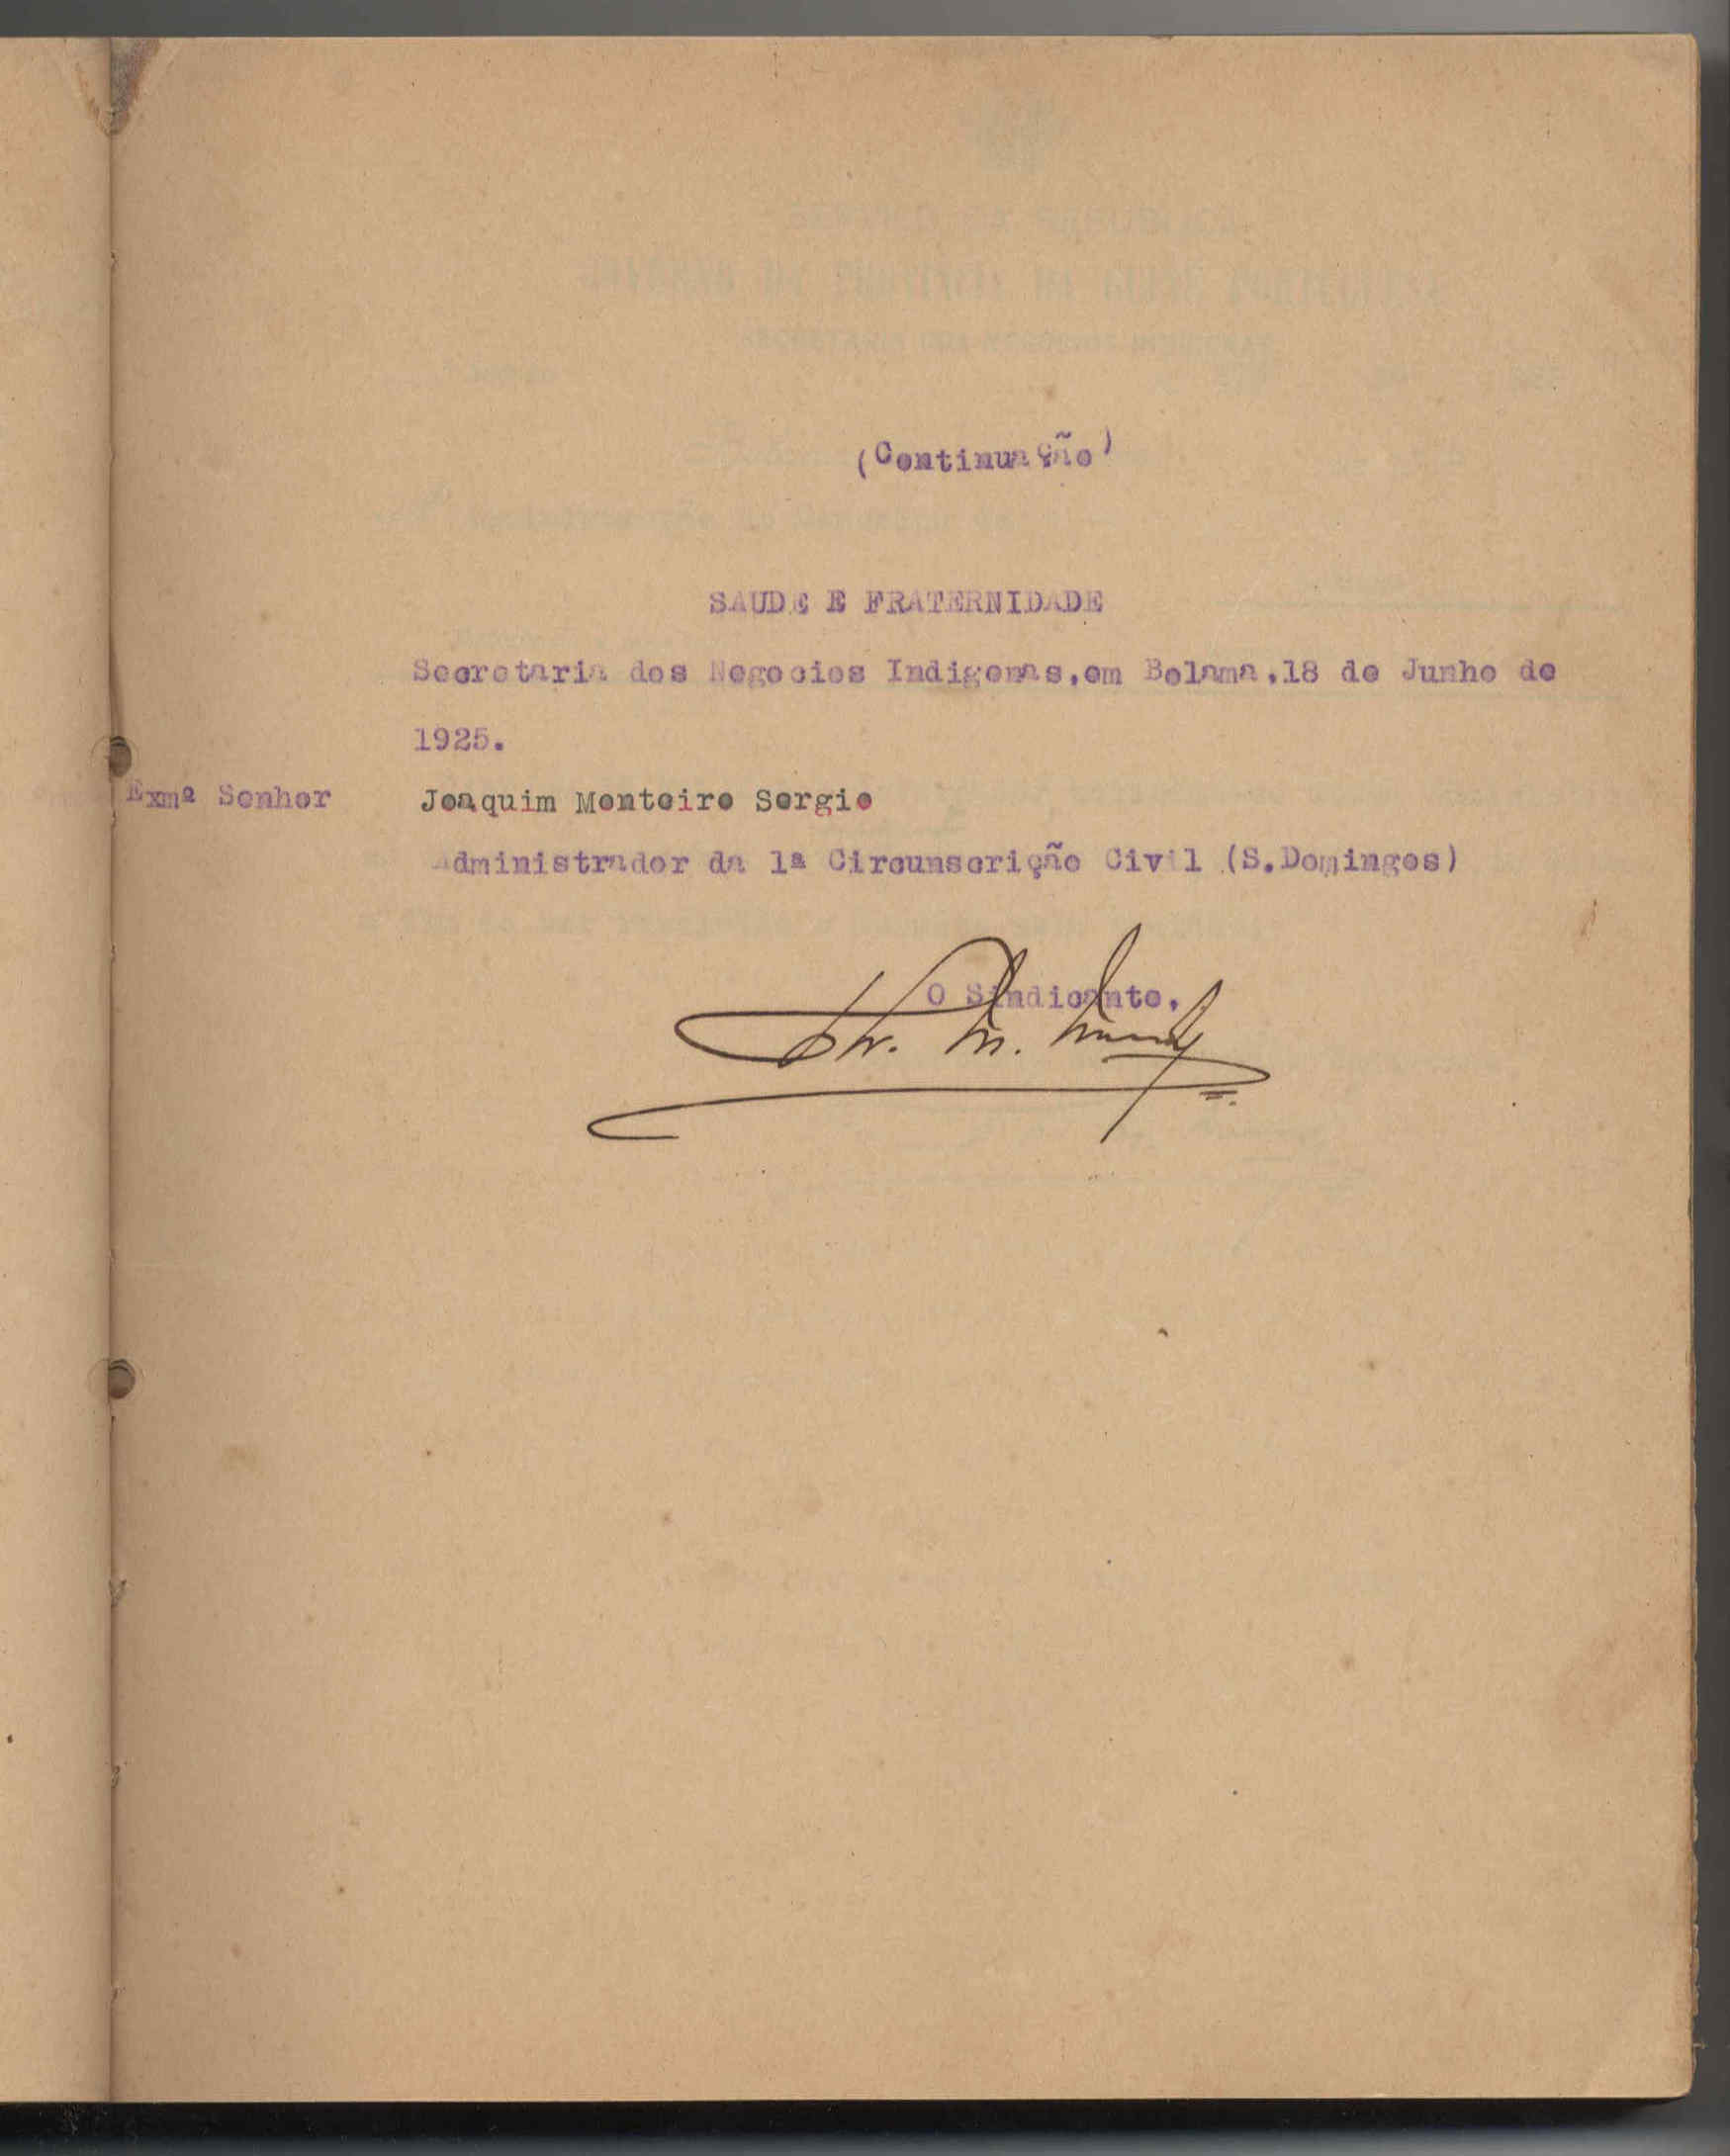 (Continuação)
SAUDE E FRATERNIDADE
Secretaria dos Negocios Indigenas,em Bolama,18 de Junho de
1925.
Exmº Senhor Joaquim Monteiro Sergio
Administrador da 1ª Circunscrição Civil (S.Domingos)
O Sindicante,